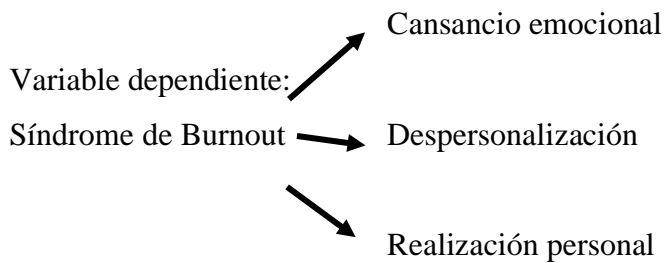 Cansancio emocional
Variable dependiente:
Síndrome de Burnout
Despersonalización
Realización personal